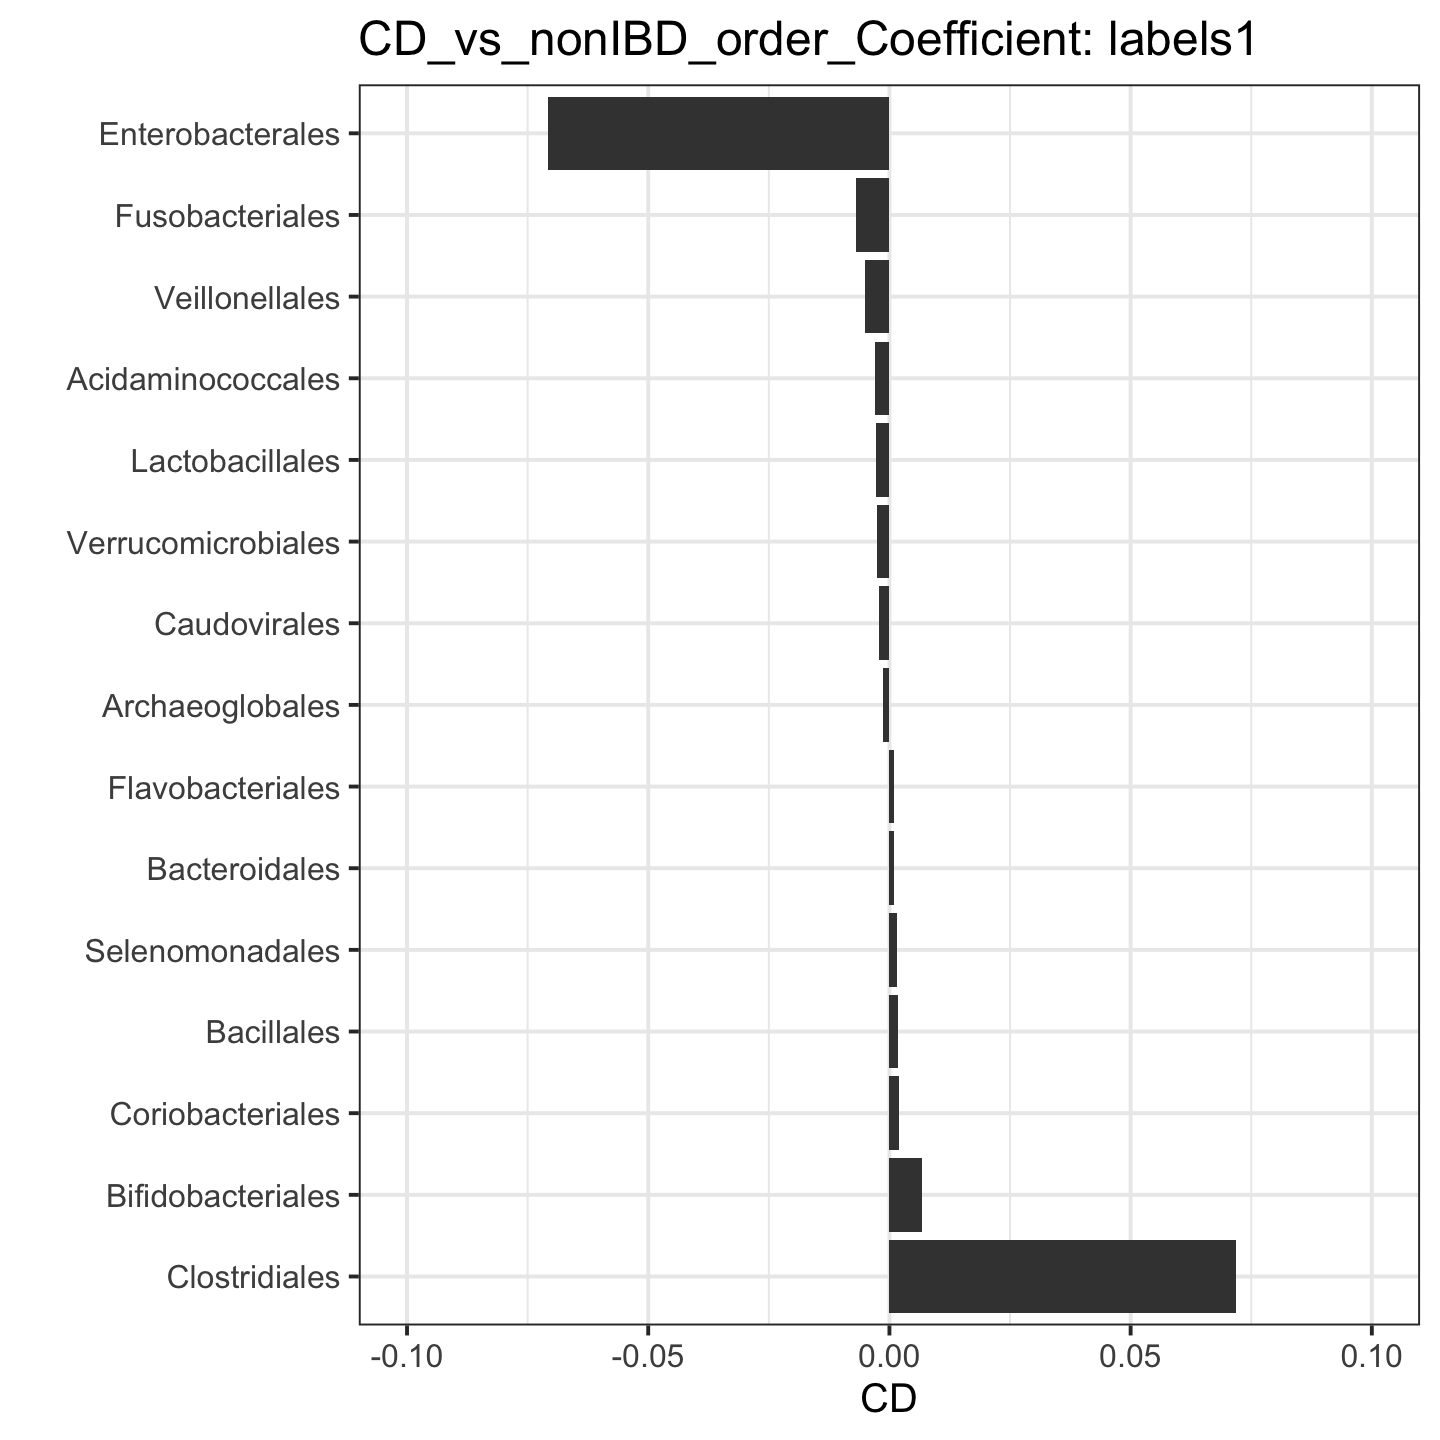 CD_vs_nonIBD_order_Coefficient: labels1
Enterobacterales
Fusobacteriales
Veillonellales
Acidaminococcales
Lactobacillales
Verrucomicrobiales
Caudovirales
Archaeoglobales
Flavobacteriales
Bacteroidales
Selenomonadales
Bacillales
Coriobacteriales
Bifidobacteriales
Clostridiales
-0.10 -0.05 0.00 0.05 0.10
CD